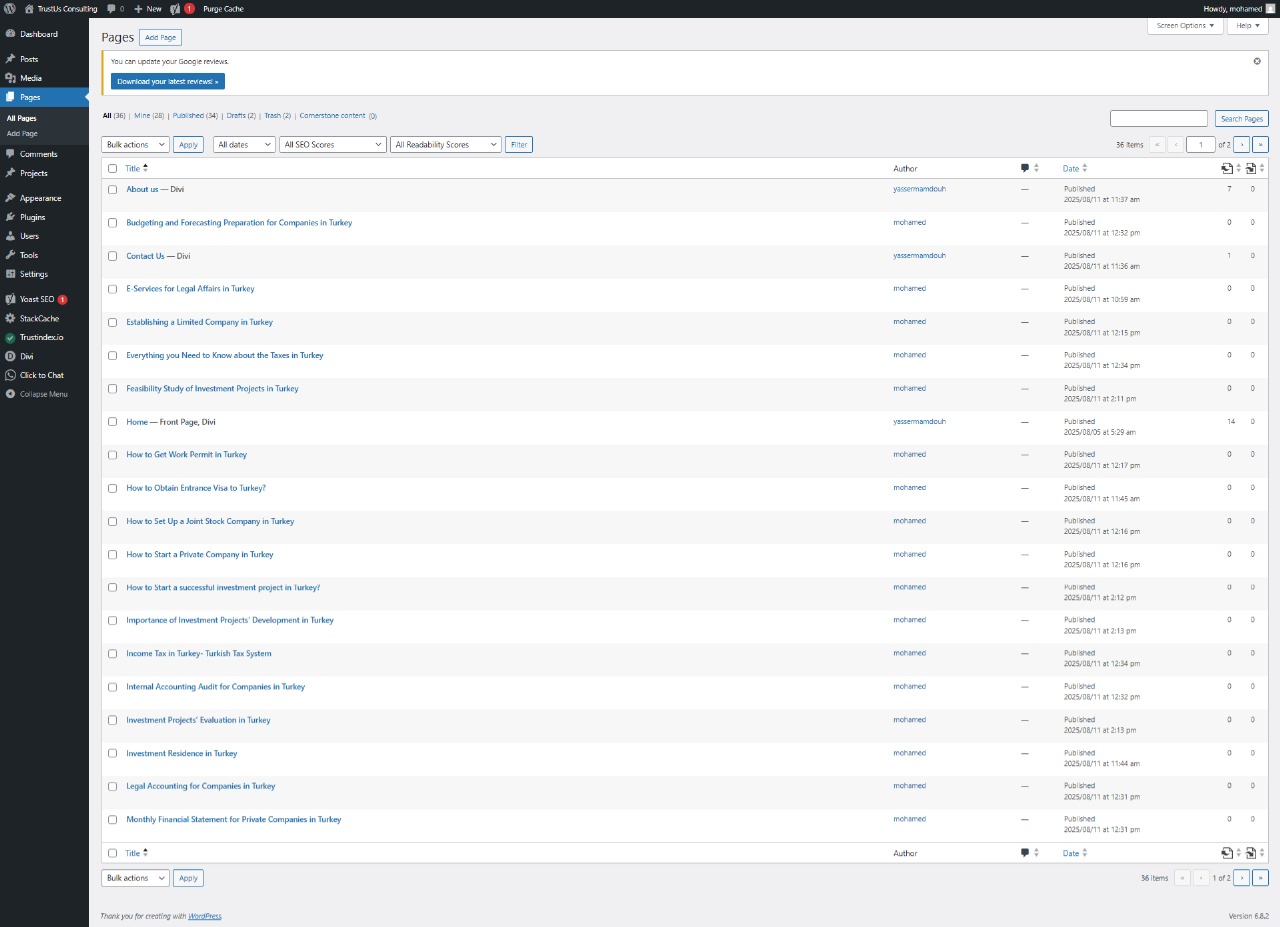 TrustUs Consulting 0 + New 1 Purge Cache Howdy, mohamed
Dashboard
Posts
Media
Pages
All Pages
Add Page
Comments
Projects
Appearance
Plugins
Users
Tools
Settings
Yoast SEO 1
StackCache
Trustindex.io
Divi
Click to Chat
Collapse Menu
Screen Options ▼ Help ▼
Pages Add Page
You can update your Google reviews.
Download your latest reviews! »
All (36) | Mine (28) | Published (34) | Drafts (2) | Trash (2) | Cornerstone content (0)
Search Pages
Bulk actions Apply All dates All SEO Scores All Readability Scores Filter 36 items « ‹ 1 of 2 › »
Title Author Date
About us — Divi yassermamdouh — Published 7 0
2025/08/11 at 11:37 am
Budgeting and Forecasting Preparation for Companies in Turkey mohamed — Published 0 0
2025/08/11 at 12:32 pm
Contact Us — Divi yassermamdouh — Published 1 0
2025/08/11 at 11:36 am
E-Services for Legal Affairs in Turkey mohamed — Published 0 0
2025/08/11 at 10:59 am
Establishing a Limited Company in Turkey mohamed — Published 0 0
2025/08/11 at 12:15 pm
Everything you Need to Know about the Taxes in Turkey mohamed — Published 0 0
2025/08/11 at 12:34 pm
Feasibility Study of Investment Projects in Turkey mohamed — Published 0 0
2025/08/11 at 2:11 pm
Home — Front Page, Divi yassermamdouh — Published 14 0
2025/08/05 at 5:29 am
How to Get Work Permit in Turkey mohamed — Published 0 0
2025/08/11 at 12:17 pm
How to Obtain Entrance Visa to Turkey? mohamed — Published 0 0
2025/08/11 at 11:45 am
How to Set Up a Joint Stock Company in Turkey mohamed — Published 0 0
2025/08/11 at 12:16 pm
How to Start a Private Company in Turkey mohamed — Published 0 0
2025/08/11 at 12:16 pm
How to Start a successful investment project in Turkey? mohamed — Published 0 0
2025/08/11 at 2:12 pm
Importance of Investment Projects' Development in Turkey mohamed — Published 0 0
2025/08/11 at 2:13 pm
Income Tax in Turkey- Turkish Tax System mohamed — Published 0 0
2025/08/11 at 12:34 pm
Internal Accounting Audit for Companies in Turkey mohamed — Published 0 0
2025/08/11 at 12:32 pm
Investment Projects' Evaluation in Turkey mohamed — Published 0 0
2025/08/11 at 2:13 pm
Investment Residence in Turkey mohamed — Published 0 0
2025/08/11 at 11:44 am
Legal Accounting for Companies in Turkey mohamed — Published 0 0
2025/08/11 at 12:31 pm
Monthly Financial Statement for Private Companies in Turkey mohamed — Published 0 0
2025/08/11 at 12:31 pm
Title Author Date
Bulk actions Apply 36 items « ‹ 1 of 2 › »
Thank you for creating with WordPress. Version 6.8.2